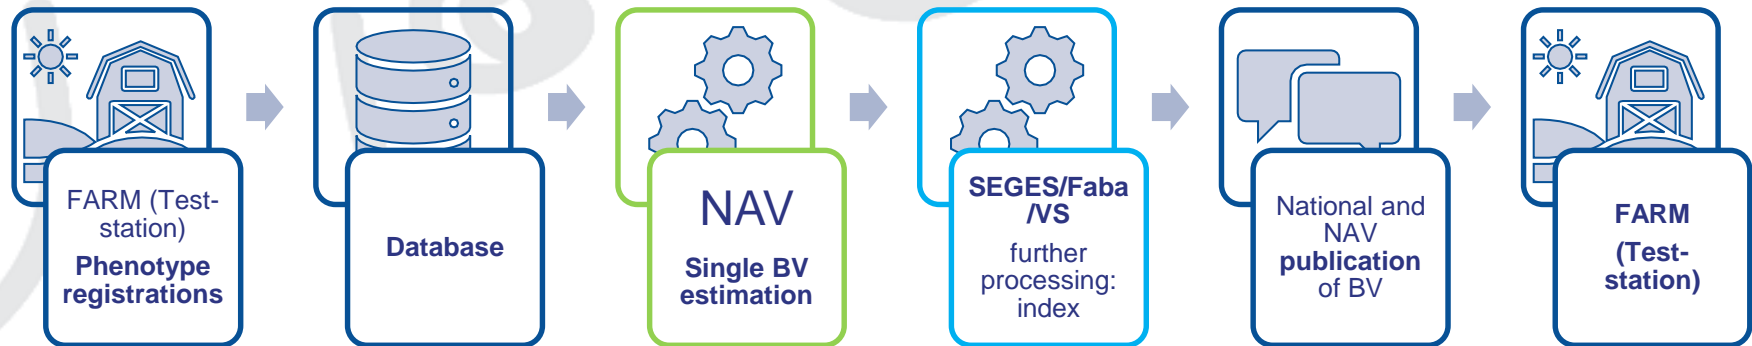 FARM (Test-
station)
Phenotype
registrations
Database
NAV
Single BV
estimation
SEGES/Faba
/VS
further
processing:
index
National and
NAV
publication
of BV
FARM
(Test-
station)